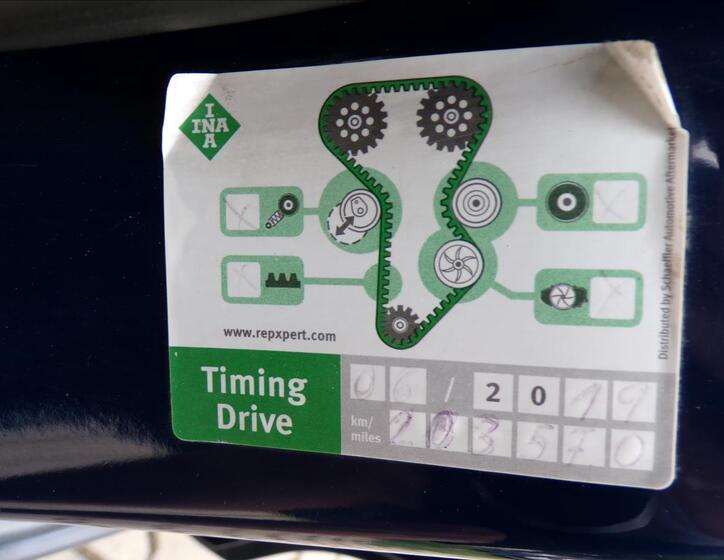 I
INA
A
www.repxpert.com
Distributed by Schaeffler Automotive Aftermarket
Timing
Drive
06 / 2019
km/
miles
203570